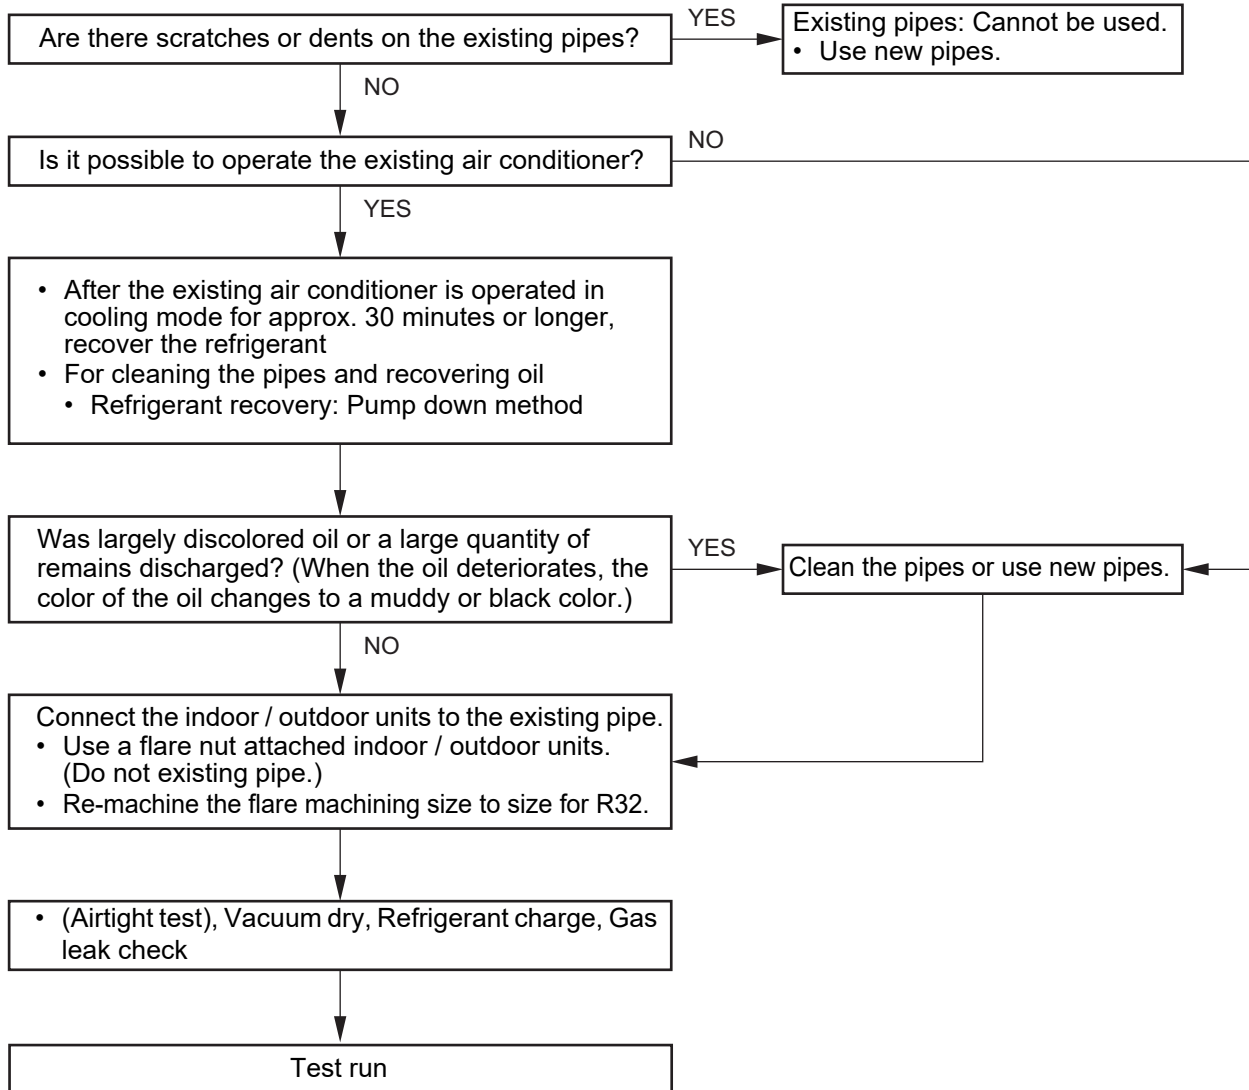 Are there scratches or dents on the existing pipes?
YES
Existing pipes: Cannot be used.
• Use new pipes.
NO
Is it possible to operate the existing air conditioner?
NO
YES
• After the existing air conditioner is operated in
cooling mode for approx. 30 minutes or longer,
recover the refrigerant
• For cleaning the pipes and recovering oil
• Refrigerant recovery: Pump down method
Was largely discolored oil or a large quantity of
remains discharged? (When the oil deteriorates, the
color of the oil changes to a muddy or black color.)
YES
Clean the pipes or use new pipes.
NO
Connect the indoor / outdoor units to the existing pipe.
• Use a flare nut attached indoor / outdoor units.
(Do not existing pipe.)
• Re-machine the flare machining size to size for R32.
• (Airtight test), Vacuum dry, Refrigerant charge, Gas
leak check
Test run